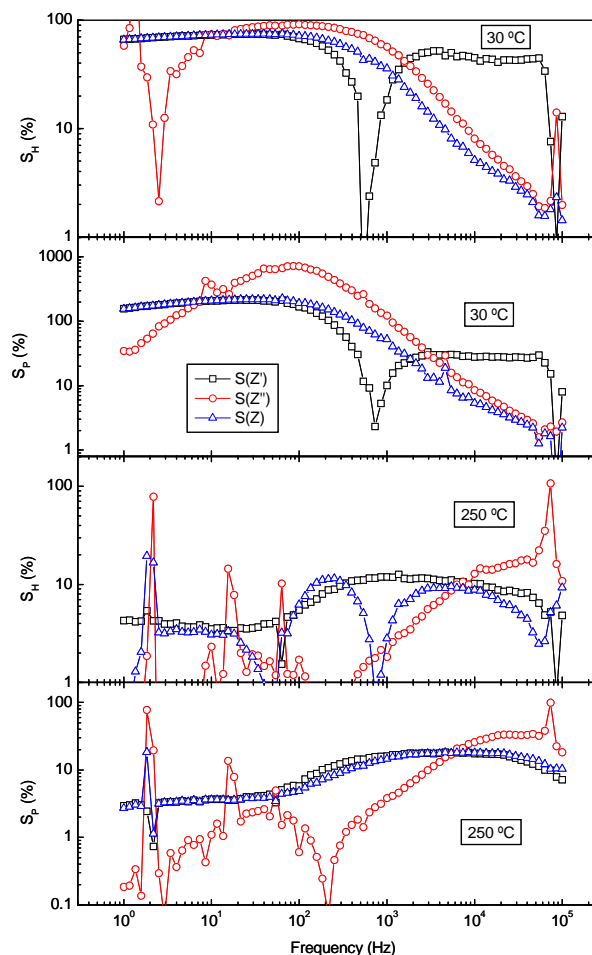 100
10
1
S_H (%)
30 ºC
1000
100
10
1
S_P (%)
30 ºC
S(Z')
S(Z'')
S(Z)
100
10
1
S_H (%)
250 ºC
100
10
1
0.1
S_P (%)
250 ºC
10^0 10^1 10^2 10^3 10^4 10^5
Frequency (Hz)